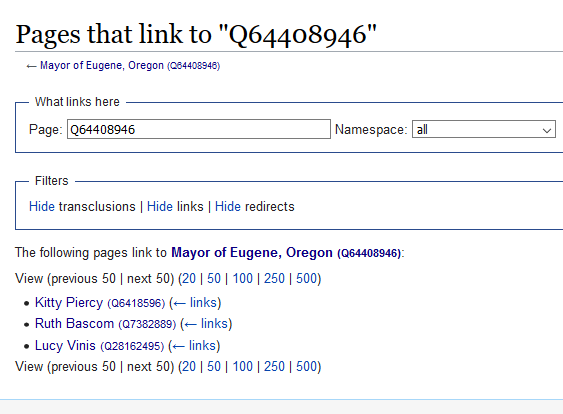 Pages that link to "Q64408946"
← Mayor of Eugene, Oregon (Q64408946)
What links here
Page: Q64408946 Namespace: all
Filters
Hide transclusions | Hide links | Hide redirects
The following pages link to Mayor of Eugene, Oregon (Q64408946):
View (previous 50 | next 50) (20 | 50 | 100 | 250 | 500)
• Kitty Piercy (Q6418596) (← links)
• Ruth Bascom (Q7382889) (← links)
• Lucy Vinis (Q28162495) (← links)
View (previous 50 | next 50) (20 | 50 | 100 | 250 | 500)